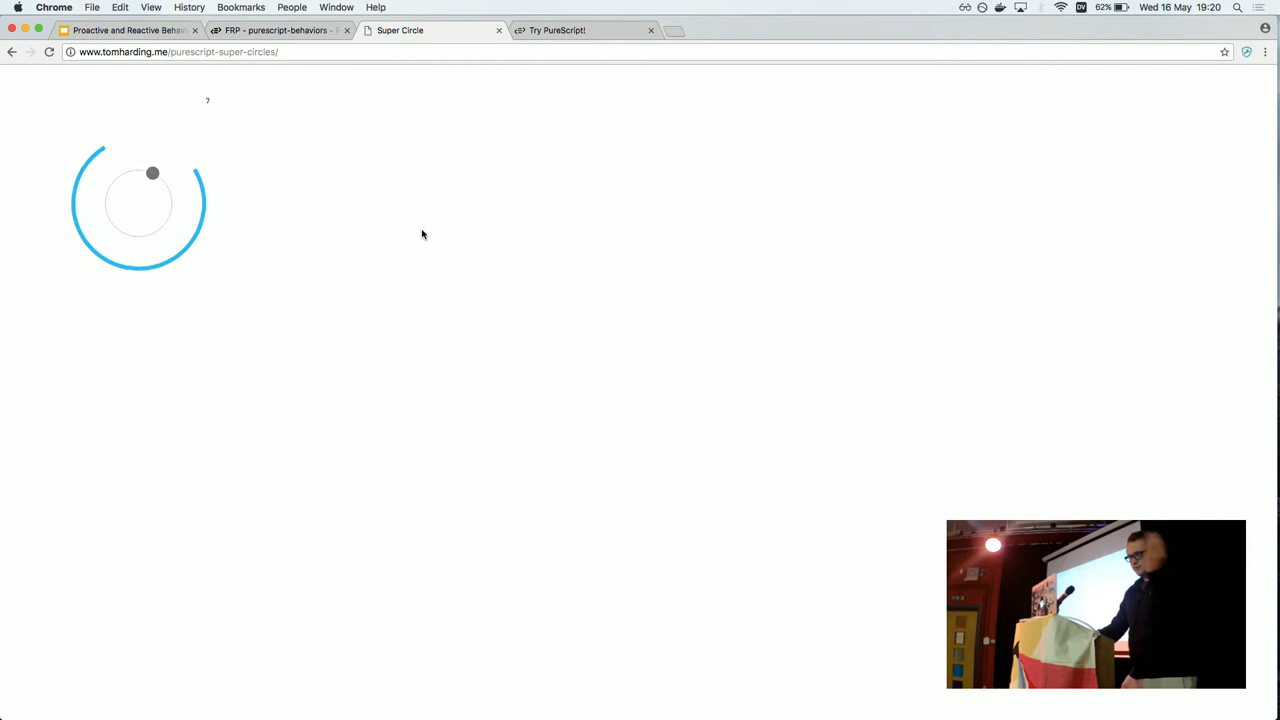 Chrome File Edit View History Bookmarks People Window Help 62% Wed 16 May 19:20
Proactive and Reactive Behavi FRP - purescript-behaviors - P Super Circle Try PureScript!
www.tomharding.me/purescript-super-circles/
7